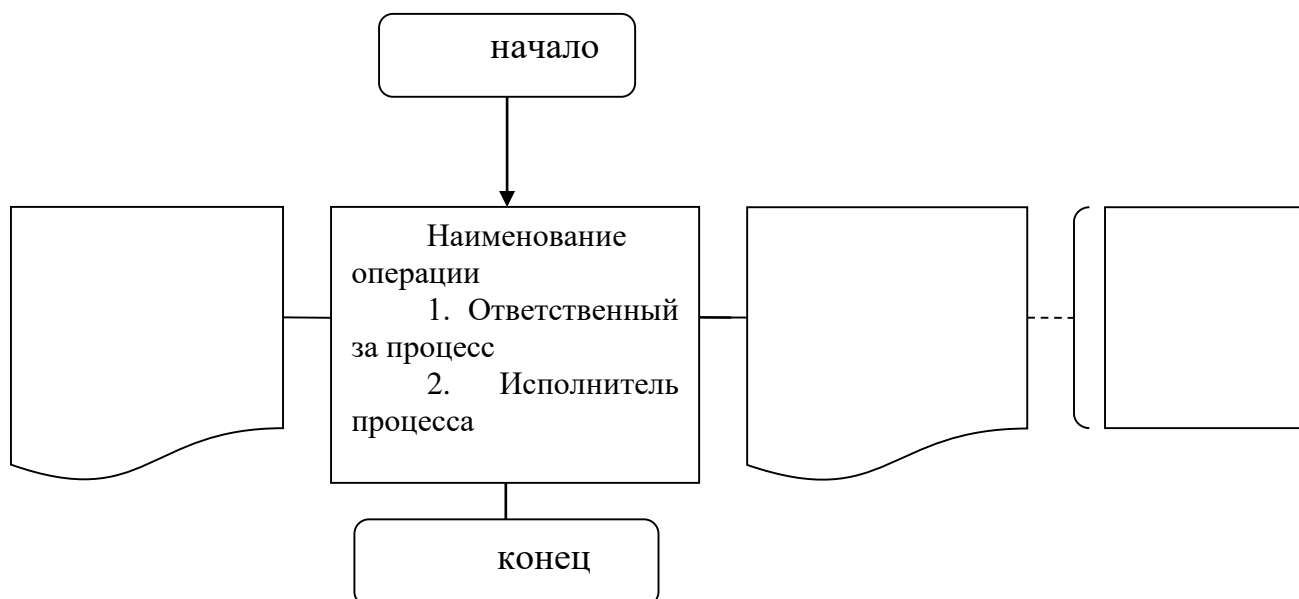 начало
Наименование
операции
1. Ответственный
за процесс
2. Исполнитель
процесса
конец